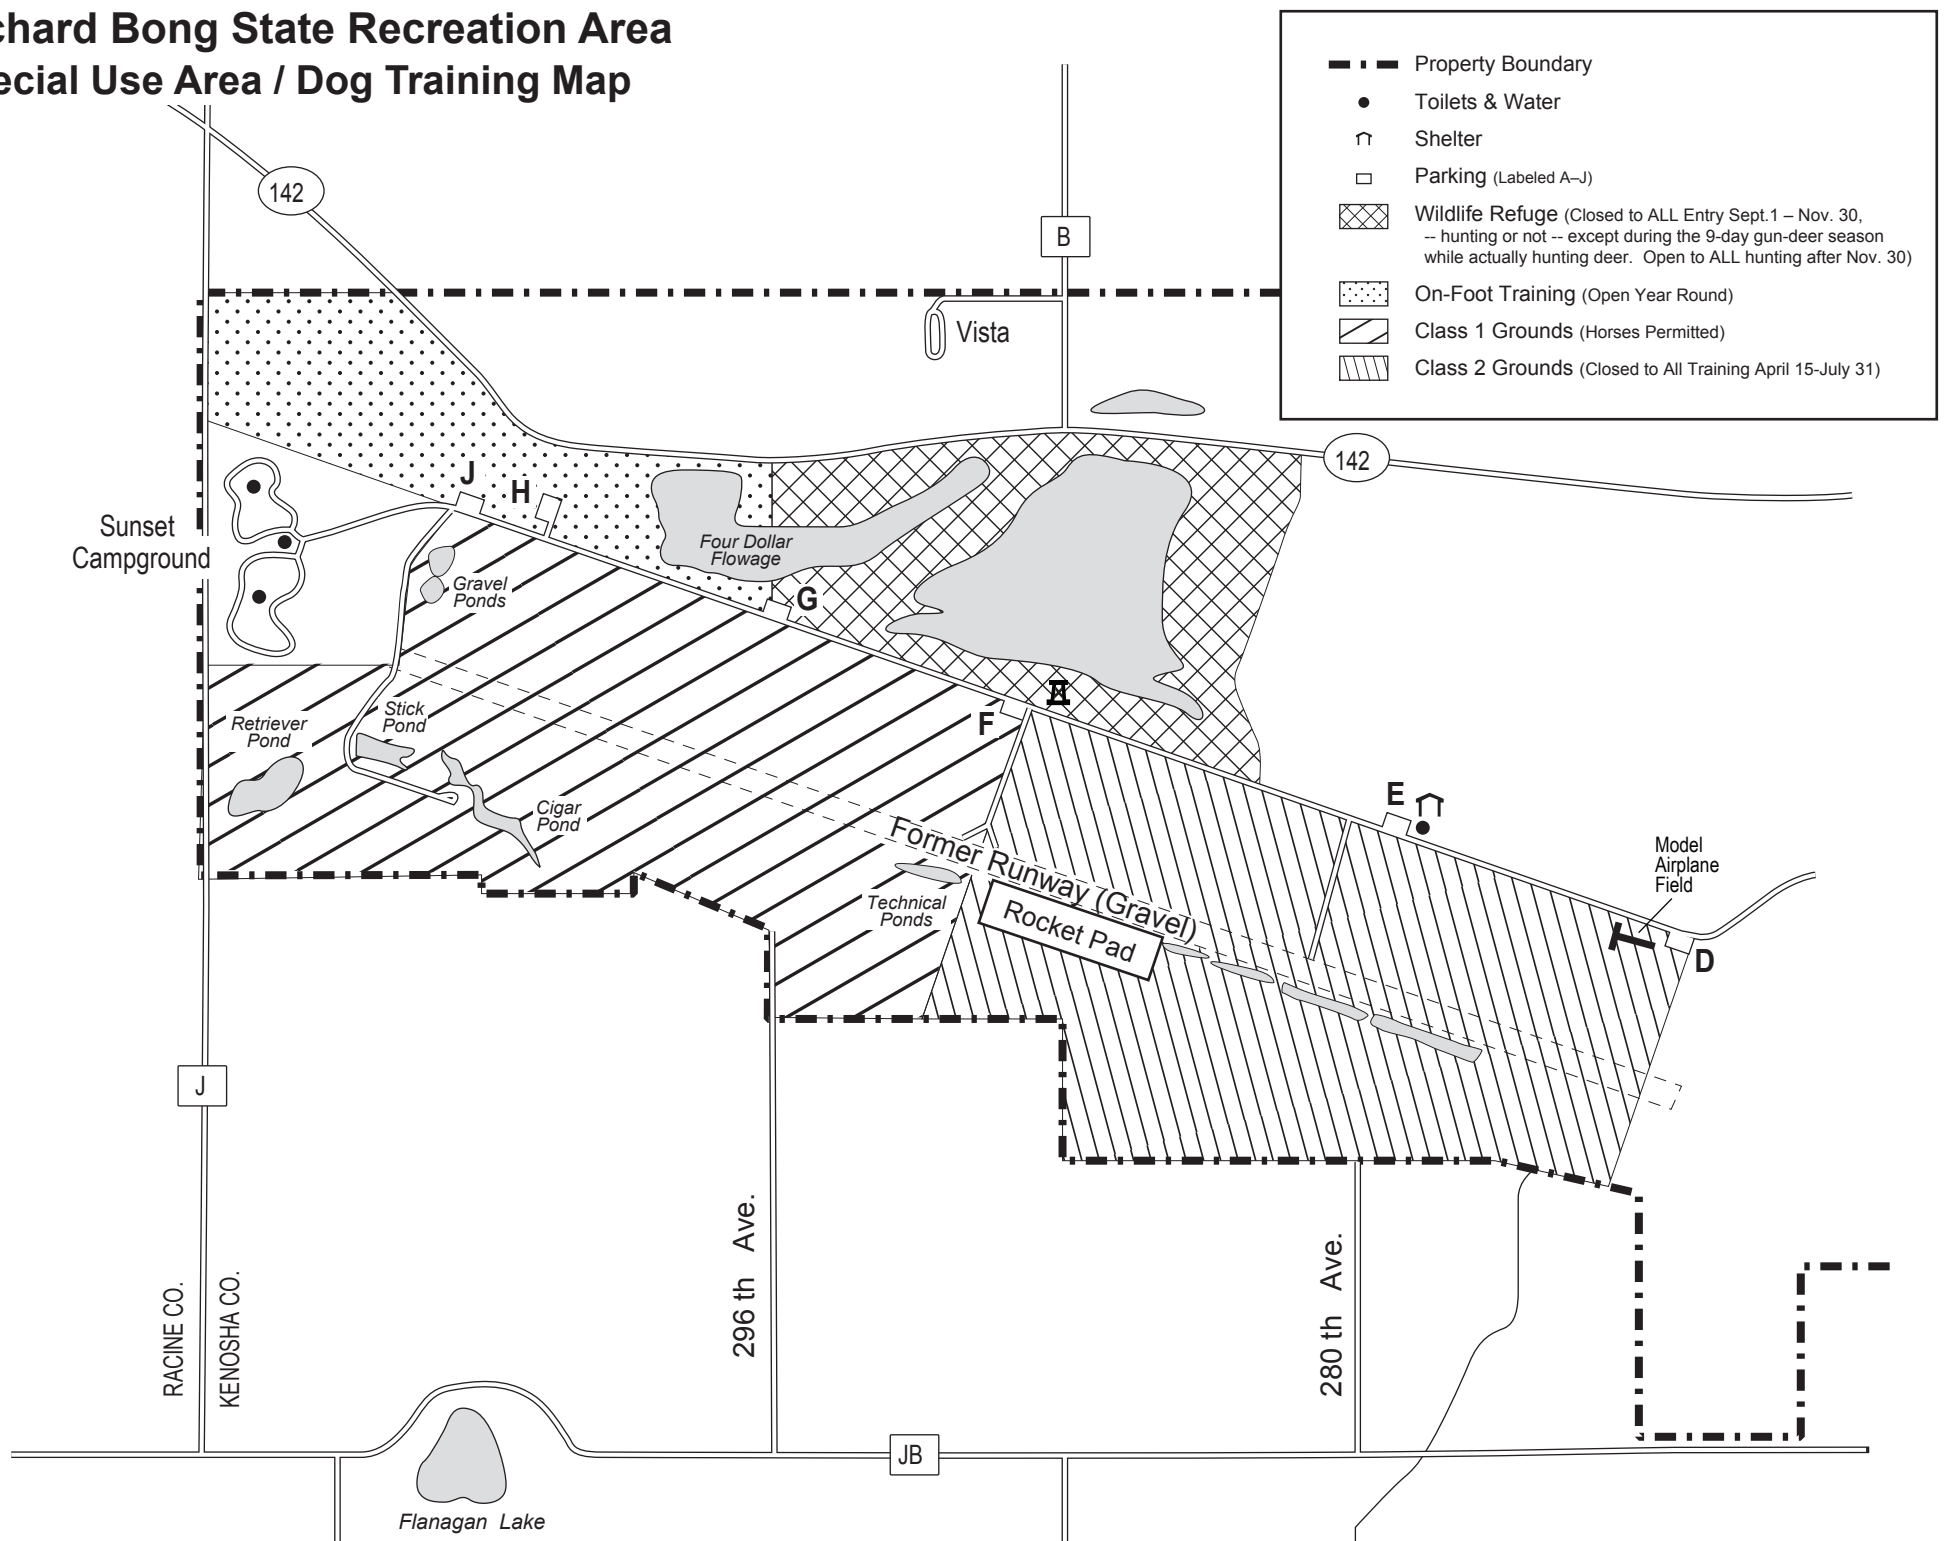 chard Bong State Recreation Area
ecial Use Area / Dog Training Map
Property Boundary
Toilets & Water
Shelter
Parking (Labeled A–J)
Wildlife Refuge (Closed to ALL Entry Sept.1 – Nov. 30,
-- hunting or not -- except during the 9-day gun-deer season
while actually hunting deer. Open to ALL hunting after Nov. 30)
On-Foot Training (Open Year Round)
Class 1 Grounds (Horses Permitted)
Class 2 Grounds (Closed to All Training April 15-July 31)
142
B
Vista
142
J
H
Sunset
Campground
Four Dollar
Flowage
Gravel
Ponds
G
Stick
Pond
Retriever
Pond
F
Cigar
Pond
E
Former Runway (Gravel)
Model
Airplane
Field
Technical
Ponds
Rocket Pad
D
J
296 th Ave.
280 th Ave.
RACINE CO.
KENOSHA CO.
JB
Flanagan Lake